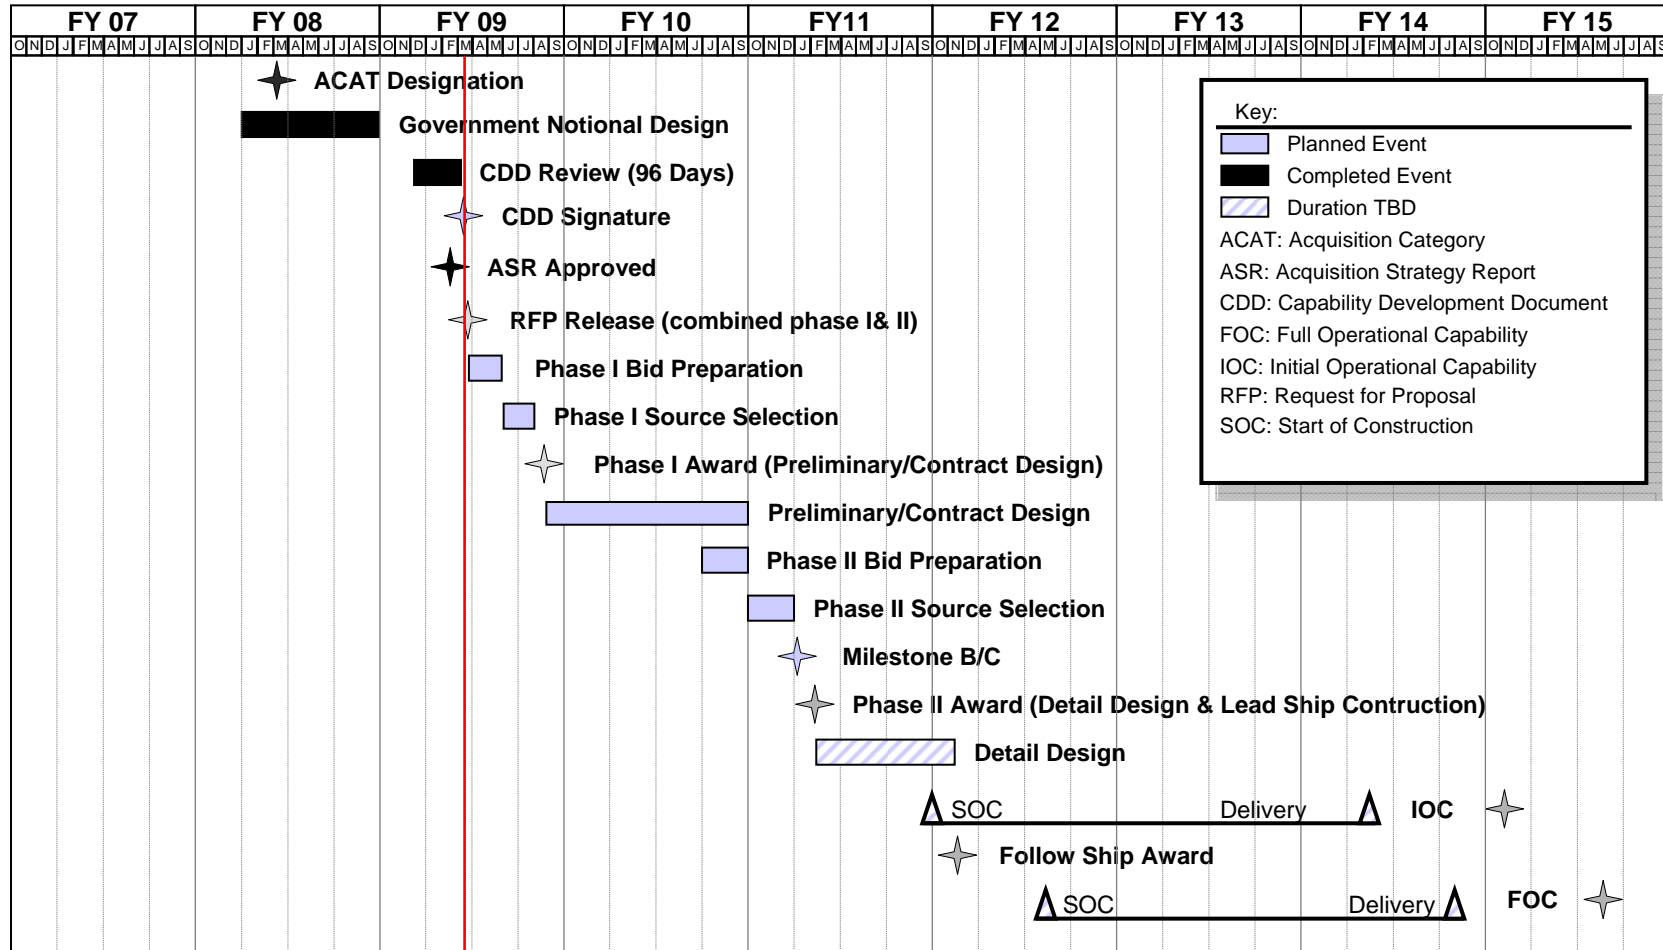 FY 07 FY 08 FY 09 FY 10 FY11 FY 12 FY 13 FY 14 FY 15
O N D J F M A M J J A S O N D J F M A M J J A S O N D J F M A M J J A S O N D J F M A M J J A S O N D J F M A M J J A S O N D J F M A M J J A S O N D J F M A M J J A S O N D J F M A M J J A S O N D J F M A M J J A S
ACAT Designation
Government Notional Design
CDD Review (96 Days)
CDD Signature
ASR Approved
RFP Release (combined phase I& II)
Phase I Bid Preparation
Phase I Source Selection
Phase I Award (Preliminary/Contract Design)
Preliminary/Contract Design
Phase II Bid Preparation
Phase II Source Selection
Milestone B/C
Phase II Award (Detail Design & Lead Ship Contruction)
Detail Design
SOC Delivery IOC
Follow Ship Award
SOC Delivery FOC
Key:
Planned Event
Completed Event
Duration TBD
ACAT: Acquisition Category
ASR: Acquisition Strategy Report
CDD: Capability Development Document
FOC: Full Operational Capability
IOC: Initial Operational Capability
RFP: Request for Proposal
SOC: Start of Construction